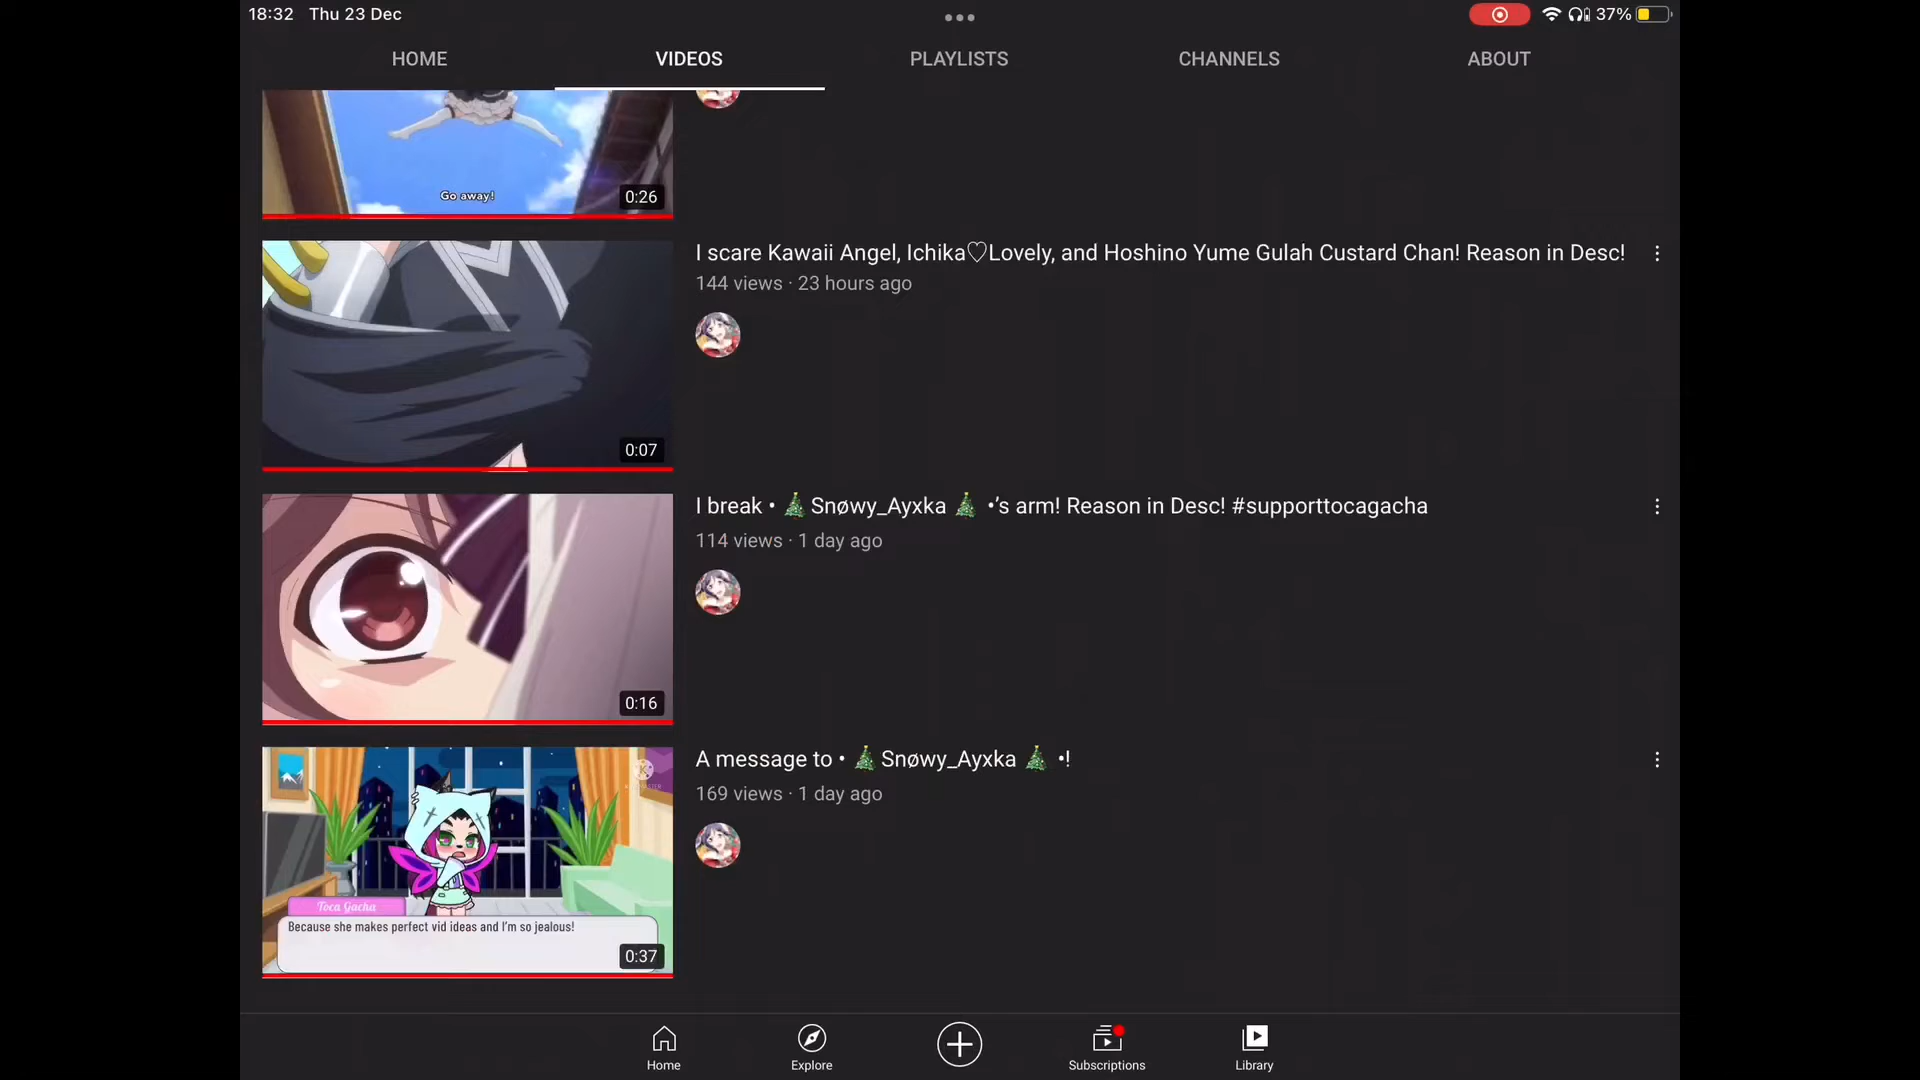 18:32 Thu 23 Dec
37%
HOME VIDEOS PLAYLISTS CHANNELS ABOUT
Go away!
0:26
I scare Kawaii Angel, Ichika♡Lovely, and Hoshino Yume Gulah Custard Chan! Reason in Desc!
144 views · 23 hours ago
0:07
I break • 🎄Snøwy_Ayxka 🎄 •’s arm! Reason in Desc! #supporttocagacha
114 views · 1 day ago
0:16
A message to • 🎄Snøwy_Ayxka 🎄 •!
169 views · 1 day ago
Toca Gacha
Because she makes perfect vid ideas and I'm so jealous!
0:37
Home Explore Subscriptions Library